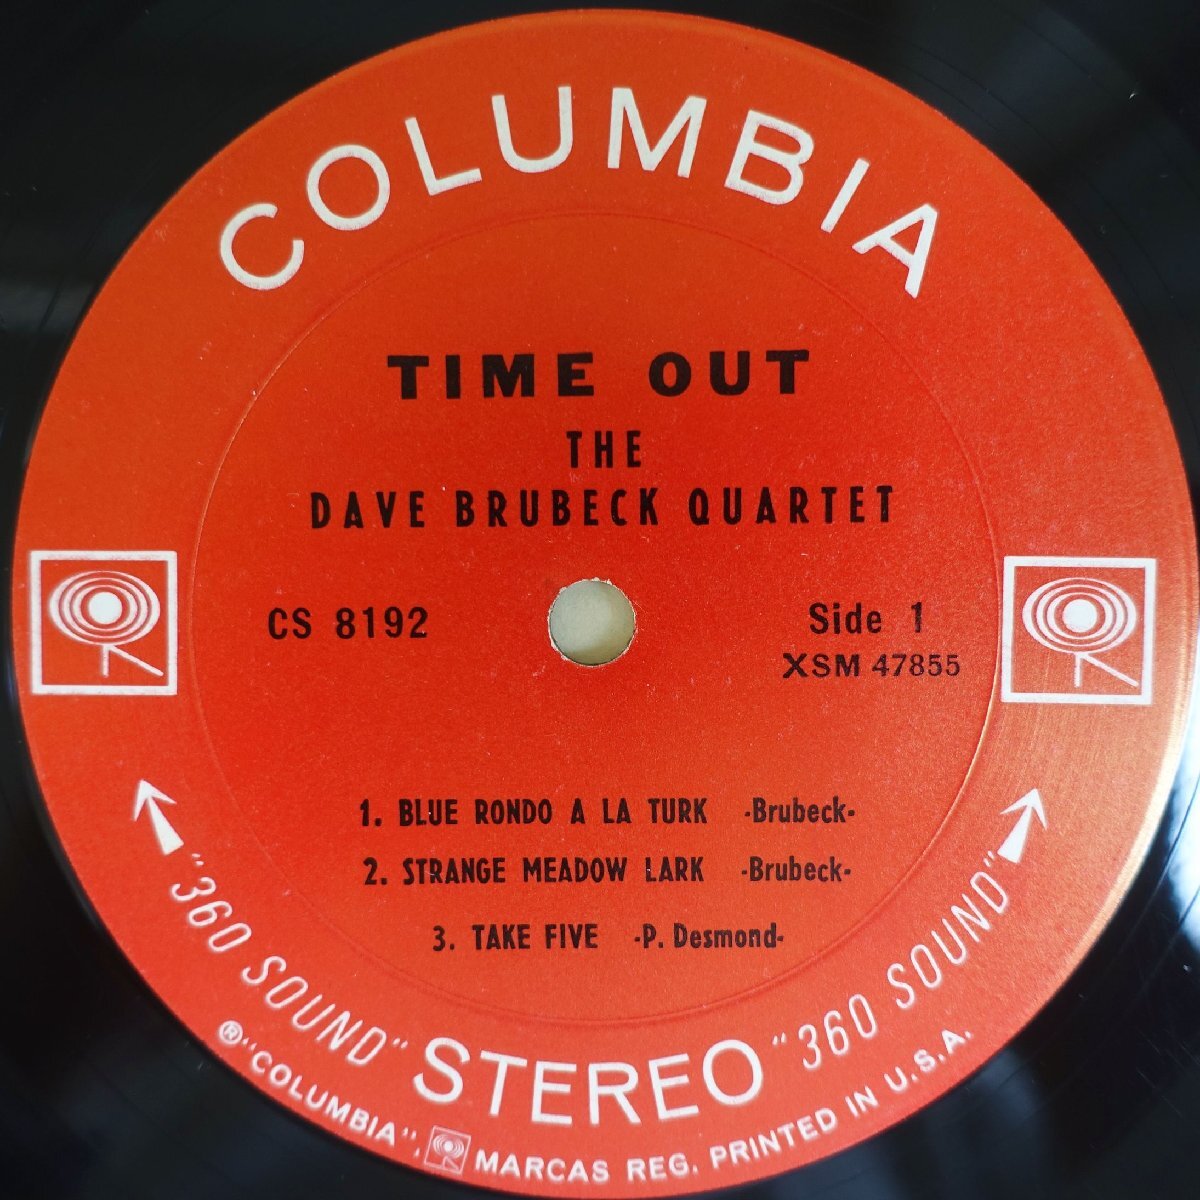 COLUMBIA
TIME OUT
THE
DAVE BRUBECK QUARTET
CS 8192
Side 1
XSM 47855
1. BLUE RONDO A LA TURK -Brubeck-
2. STRANGE MEADOW LARK -Brubeck-
3. TAKE FIVE -P. Desmond-
"360 SOUND" STEREO "360 SOUND"
® "COLUMBIA", MARCAS REG. PRINTED IN U.S.A.